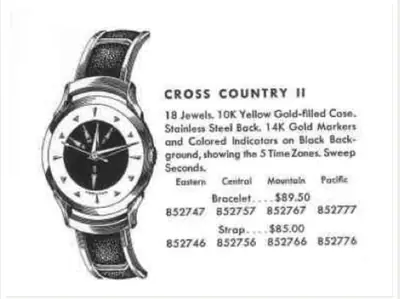 CROSS COUNTRY II
18 Jewels. 10K Yellow Gold-filled Case.
Stainless Steel Back. 14K Gold Markers
and Colored Indicators on Black Back-
ground, showing the 5 Time Zones. Sweep
Seconds.
Eastern Central Mountain Pacific
Bracelet....$89.50
852747 852757 852767 852777
Strap....$85.00
852746 852756 852766 852776